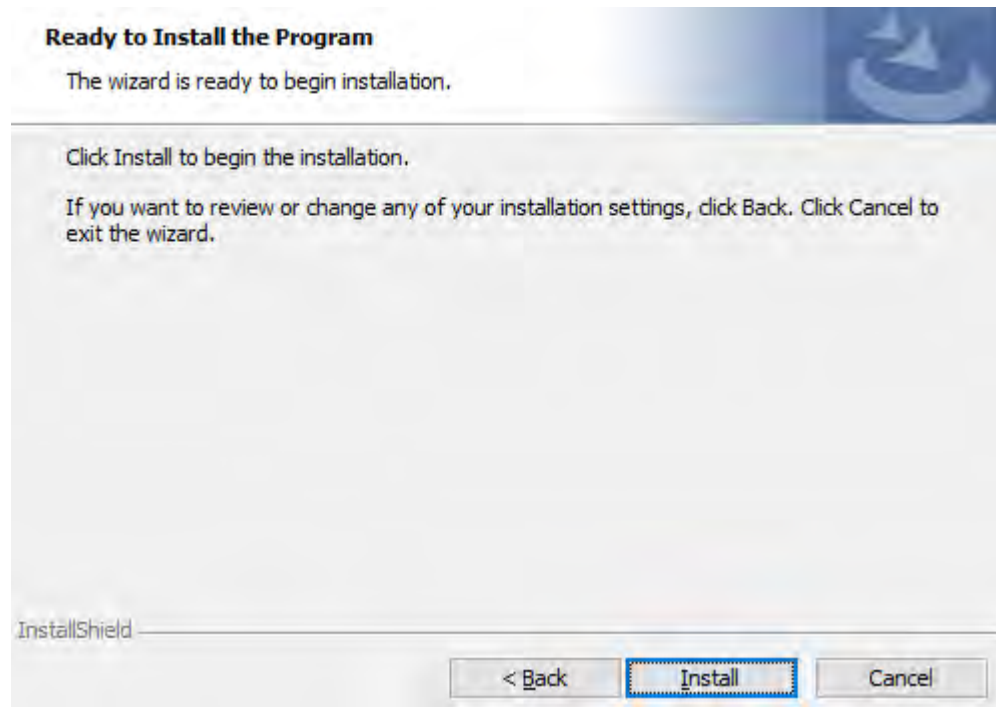 Ready to Install the Program
The wizard is ready to begin installation.
Click Install to begin the installation.
If you want to review or change any of your installation settings, click Back. Click Cancel to
exit the wizard.
InstallShield
< Back
Install
Cancel